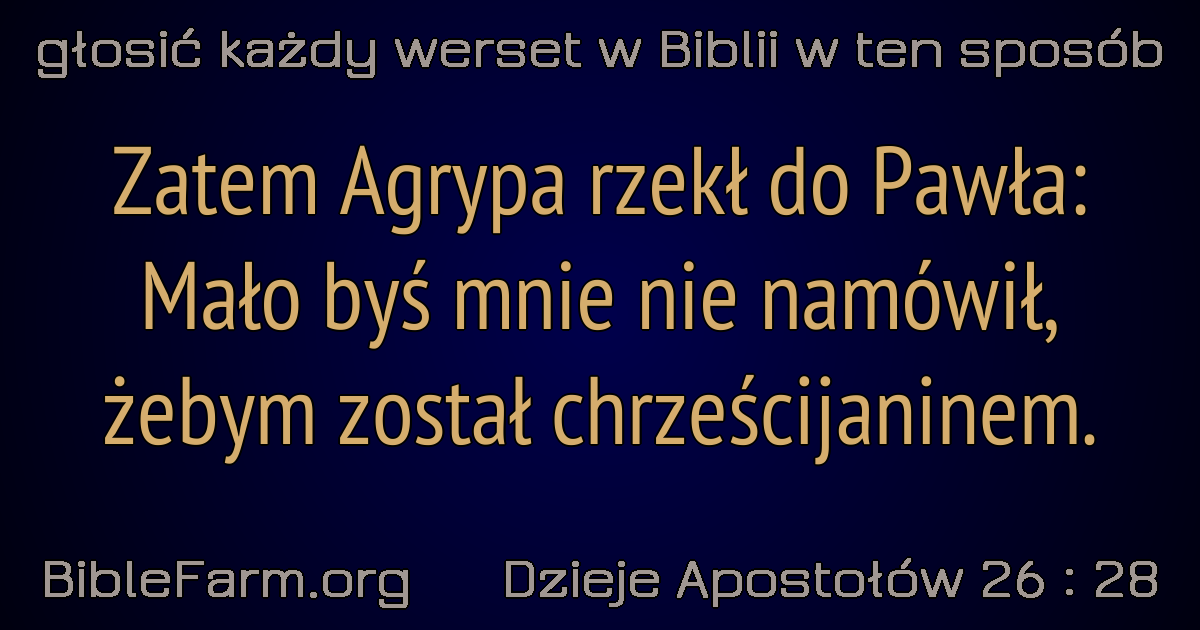 głosić każdy werset w Biblii w ten sposób
Zatem Agrypa rzekł do Pawła:
Mało byś mnie nie namówił,
żebym został chrześcijaninem.
BibleFarm.org Dzieje Apostołów 26 : 28